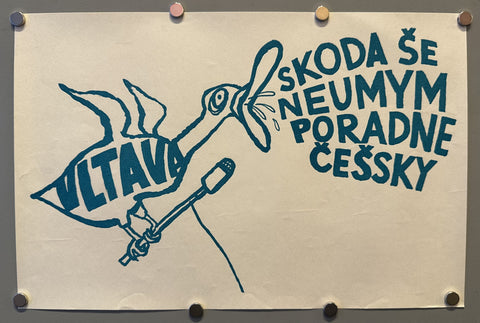 VLTAVA
SKODA ŠE
NEUMYM
PORADNE
ČEŠSKY